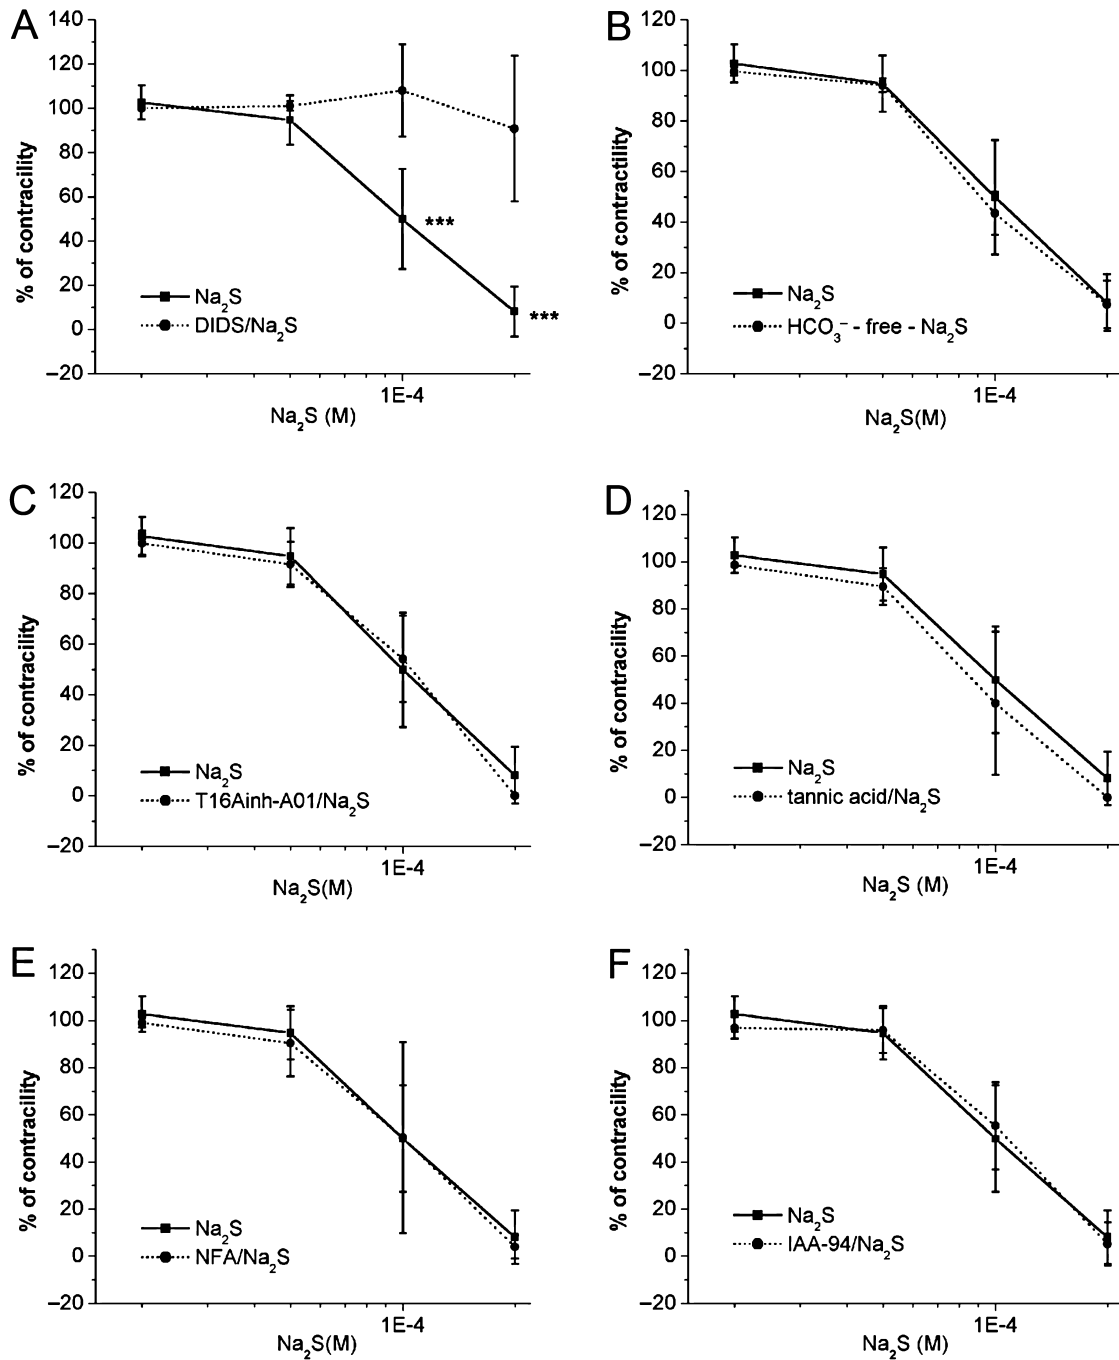 A
140
120
100
80
60
40
20
0
–20
% of contracility
Na₂S
DIDS/Na₂S
***
***
1E-4
Na₂S (M)
B
120
100
80
60
40
20
0
–20
% of contractility
Na₂S
HCO₃⁻ - free - Na₂S
1E-4
Na₂S(M)
C
120
100
80
60
40
20
0
–20
% of contracility
Na₂S
T16Ainh-A01/Na₂S
1E-4
Na₂S(M)
D
120
100
80
60
40
20
0
–20
% of contracility
Na₂S
tannic acid/Na₂S
1E-4
Na₂S (M)
E
120
100
80
60
40
20
0
–20
% of contracility
Na₂S
NFA/Na₂S
1E-4
Na₂S(M)
F
120
100
80
60
40
20
0
–20
% of contracility
Na₂S
IAA-94/Na₂S
1E-4
Na₂S (M)